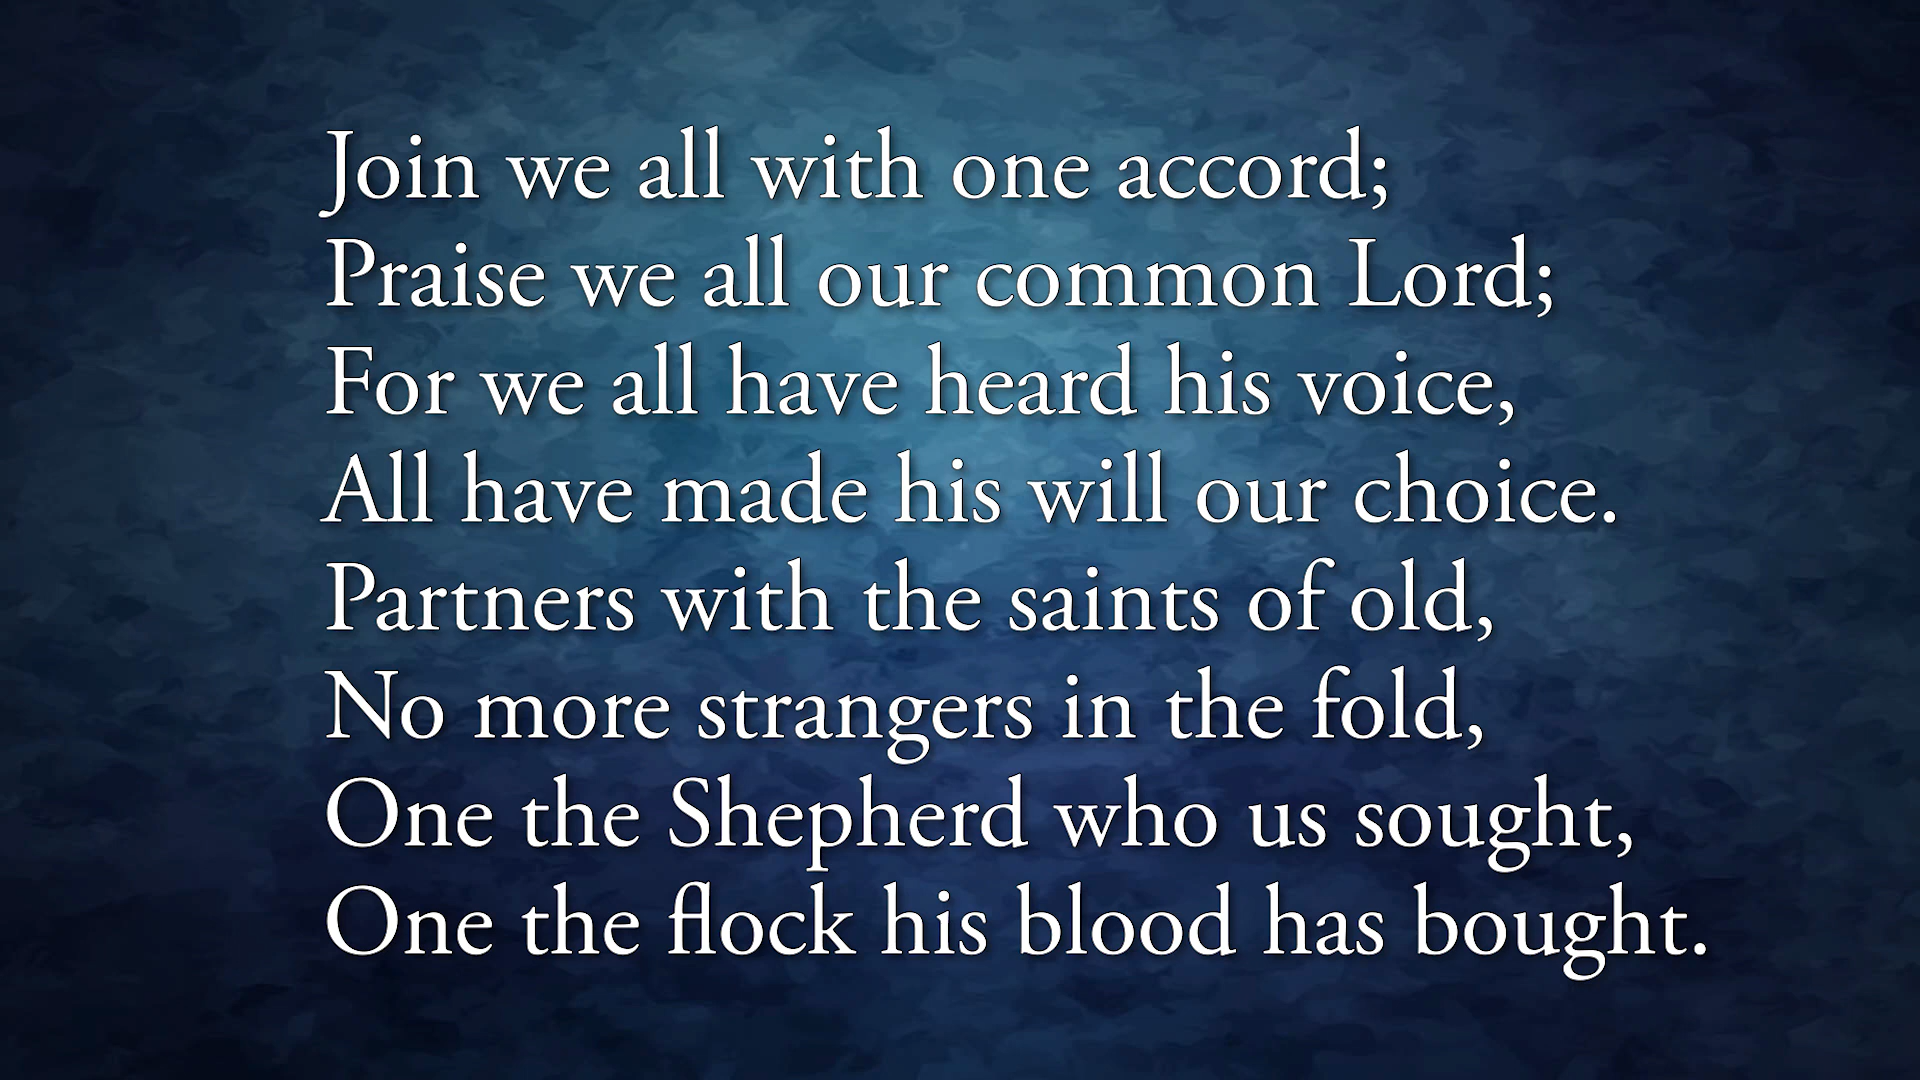 Join we all with one accord;
Praise we all our common Lord;
For we all have heard his voice,
All have made his will our choice.
Partners with the saints of old,
No more strangers in the fold,
One the Shepherd who us sought,
One the flock his blood has bought.